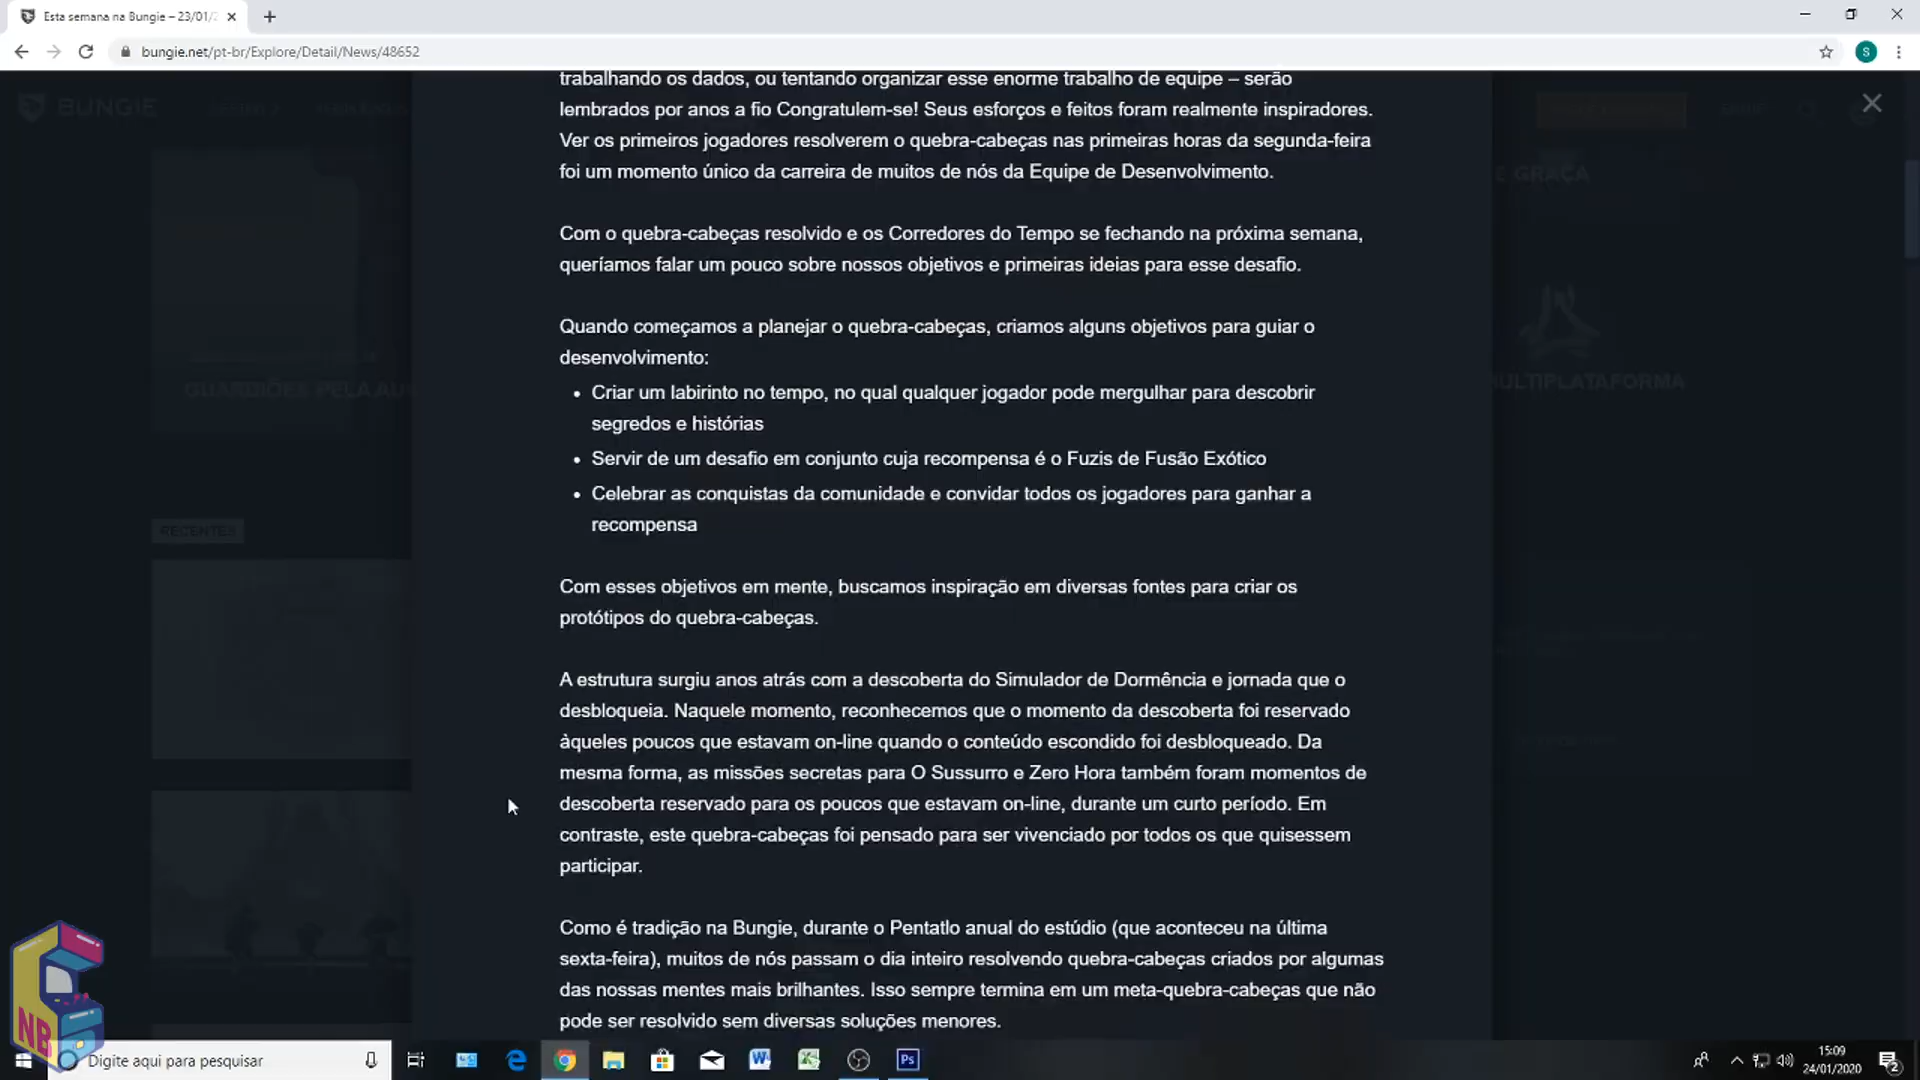 Esta semana na Bungie – 23/01/
bungie.net/pt-br/Explore/Detail/News/48652
S
BUNGIE
trabalhando os dados, ou tentando organizar esse enorme trabalho de equipe – serão
lembrados por anos a fio Congratulem-se! Seus esforços e feitos foram realmente inspiradores.
Ver os primeiros jogadores resolverem o quebra-cabeças nas primeiras horas da segunda-feira
foi um momento único da carreira de muitos de nós da Equipe de Desenvolvimento.
E GRAÇA
Com o quebra-cabeças resolvido e os Corredores do Tempo se fechando na próxima semana,
queríamos falar um pouco sobre nossos objetivos e primeiras ideias para esse desafio.
Quando começamos a planejar o quebra-cabeças, criamos alguns objetivos para guiar o
desenvolvimento:
GUARDIÕES PELA AU
ULTIPLATAFORMA
• Criar um labirinto no tempo, no qual qualquer jogador pode mergulhar para descobrir
segredos e histórias
• Servir de um desafio em conjunto cuja recompensa é o Fuzis de Fusão Exótico
• Celebrar as conquistas da comunidade e convidar todos os jogadores para ganhar a
recompensa
RECENTES
Com esses objetivos em mente, buscamos inspiração em diversas fontes para criar os
protótipos do quebra-cabeças.
A estrutura surgiu anos atrás com a descoberta do Simulador de Dormência e jornada que o
desbloqueia. Naquele momento, reconhecemos que o momento da descoberta foi reservado
àqueles poucos que estavam on-line quando o conteúdo escondido foi desbloqueado. Da
mesma forma, as missões secretas para O Sussurro e Zero Hora também foram momentos de
descoberta reservado para os poucos que estavam on-line, durante um curto período. Em
contraste, este quebra-cabeças foi pensado para ser vivenciado por todos os que quisessem
participar.
Como é tradição na Bungie, durante o Pentatlo anual do estúdio (que aconteceu na última
sexta-feira), muitos de nós passam o dia inteiro resolvendo quebra-cabeças criados por algumas
das nossas mentes mais brilhantes. Isso sempre termina em um meta-quebra-cabeças que não
pode ser resolvido sem diversas soluções menores.
NB
Digite aqui para pesquisar
Ps
15:09
24/01/2020
2